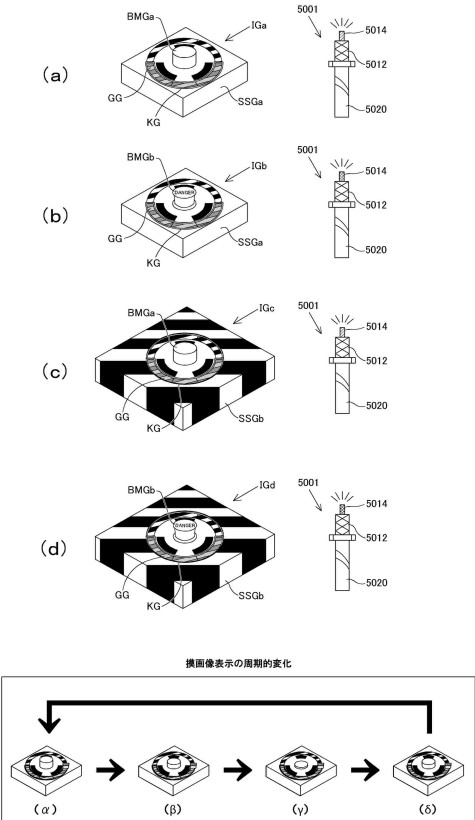 BMGa
IGa
5001
5014
5012
5020
(a)
GG
KG
SSGa
BMGb
IGb
5001
5014
5012
5020
DANGER
(b)
GG
KG
SSGa
BMGa
IGc
5001
5014
5012
5020
(c)
GG
KG
SSGb
BMGb
IGd
5001
5014
5012
5020
DANGER
(d)
GG
KG
SSGb
摸画像表示の周期的変化
(α)
(β)
(γ)
(δ)